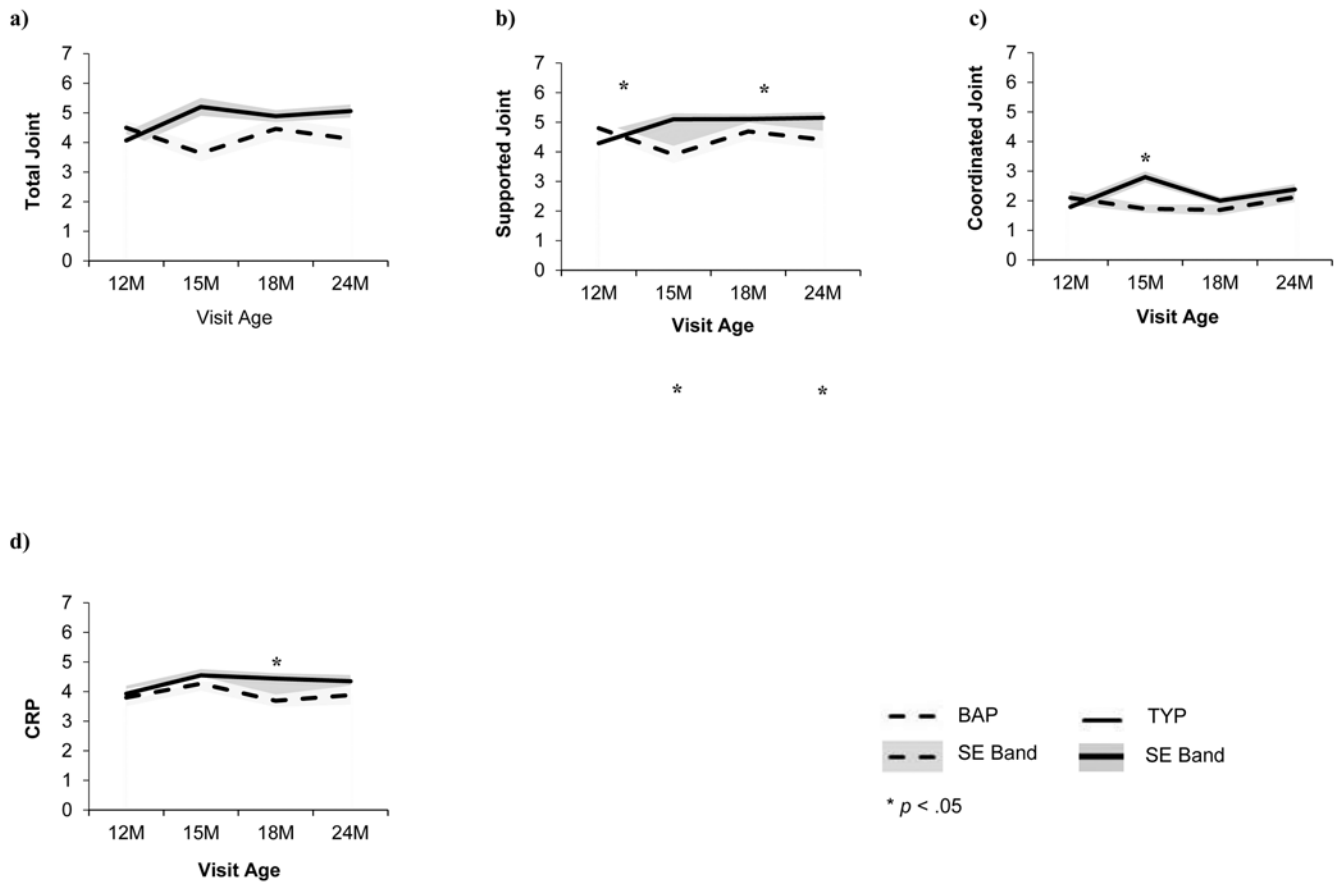 a)
7
6
5
4
3
2
1
0
Total Joint
12M 15M 18M 24M
Visit Age
b)
7
6
5
4
3
2
1
0
Supported Joint
* *
12M 15M 18M 24M
Visit Age
* *
c)
7
6
5
4
3
2
1
0
Coordinated Joint
*
12M 15M 18M 24M
Visit Age
d)
7
6
5
4
3
2
1
0
CRP
*
12M 15M 18M 24M
Visit Age
BAP TYP
SE Band SE Band
* p < .05